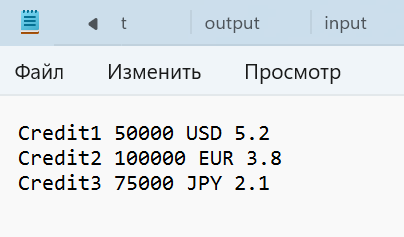 t output input
Файл Изменить Просмотр
Credit1 50000 USD 5.2
Credit2 100000 EUR 3.8
Credit3 75000 JPY 2.1